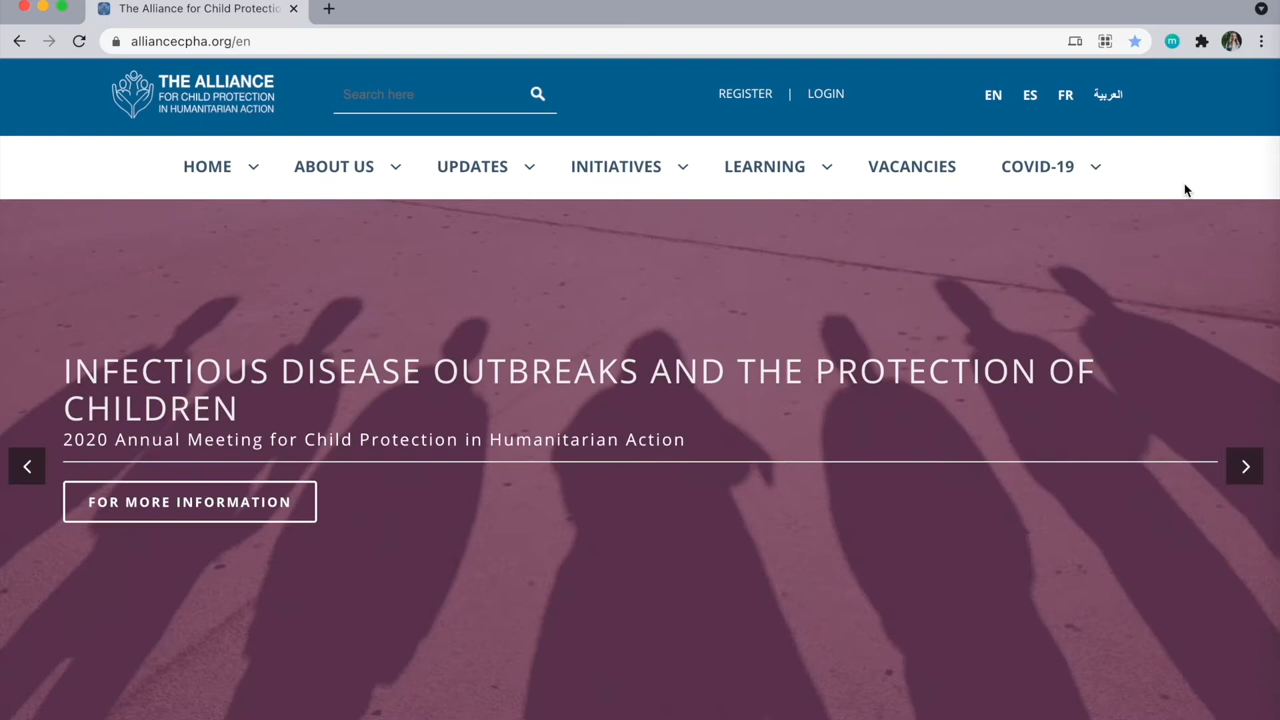 The Alliance for Child Protectio
alliancecpha.org/en
m
THE ALLIANCE
FOR CHILD PROTECTION
IN HUMANITARIAN ACTION
Search here
REGISTER | LOGIN
EN ES FR العربية
HOME ABOUT US UPDATES INITIATIVES LEARNING VACANCIES COVID-19
INFECTIOUS DISEASE OUTBREAKS AND THE PROTECTION OF
CHILDREN
2020 Annual Meeting for Child Protection in Humanitarian Action
FOR MORE INFORMATION